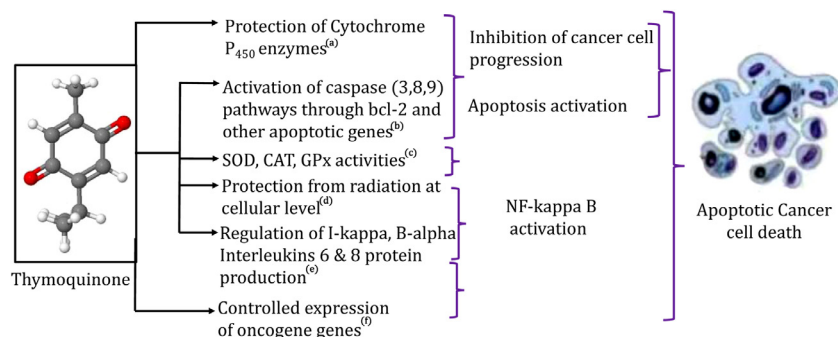 Protection of Cytochrome
P450 enzymes(a)
Activation of caspase (3,8,9)
pathways through bcl-2 and
other apoptotic genes(b)
SOD, CAT, GPx activities(c)
Protection from radiation at
cellular level(d)
Regulation of I-kappa, B-alpha
Interleukins 6 & 8 protein
production(e)
Controlled expression
of oncogene genes(f)
Thymoquinone
Inhibition of cancer cell
progression
Apoptosis activation
NF-kappa B
activation
Apoptotic Cancer
cell death